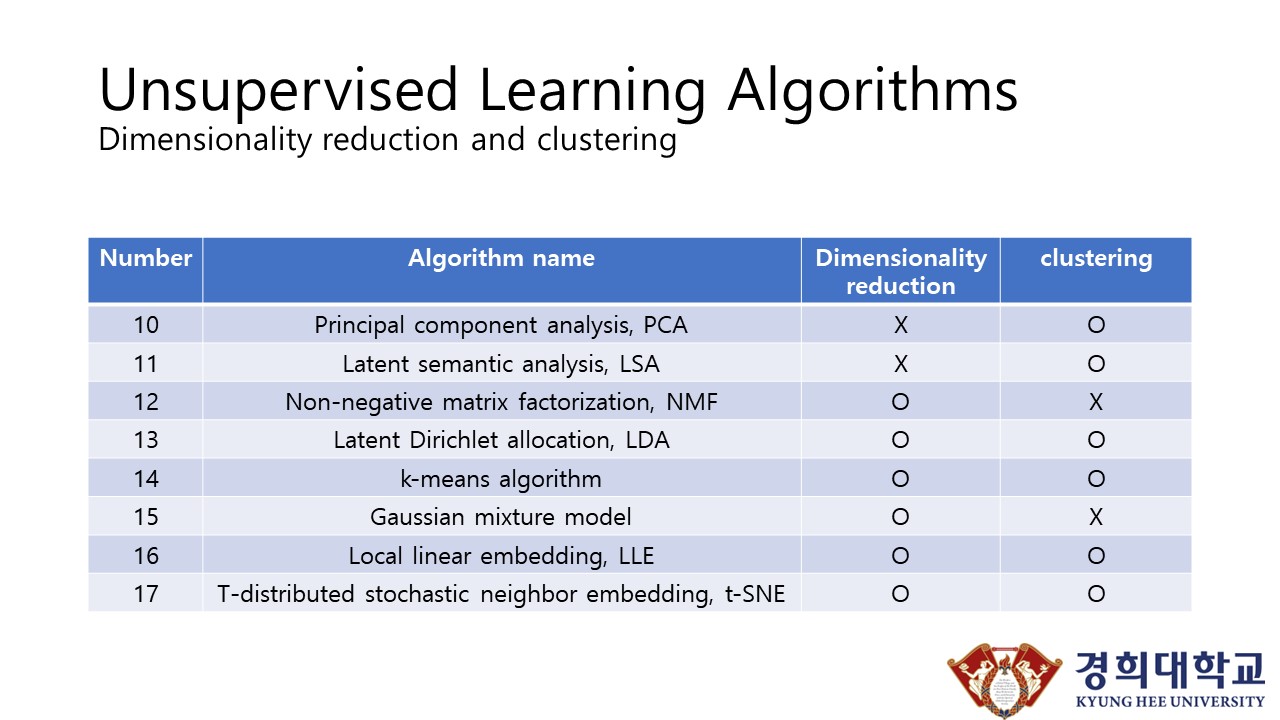 Unsupervised Learning Algorithms
Dimensionality reduction and clustering
Number Algorithm name Dimensionality reduction clustering
10 Principal component analysis, PCA X O
11 Latent semantic analysis, LSA X O
12 Non-negative matrix factorization, NMF O X
13 Latent Dirichlet allocation, LDA O O
14 k-means algorithm O O
15 Gaussian mixture model O X
16 Local linear embedding, LLE O O
17 T-distributed stochastic neighbor embedding, t-SNE O O
경희대학교
KYUNG HEE UNIVERSITY